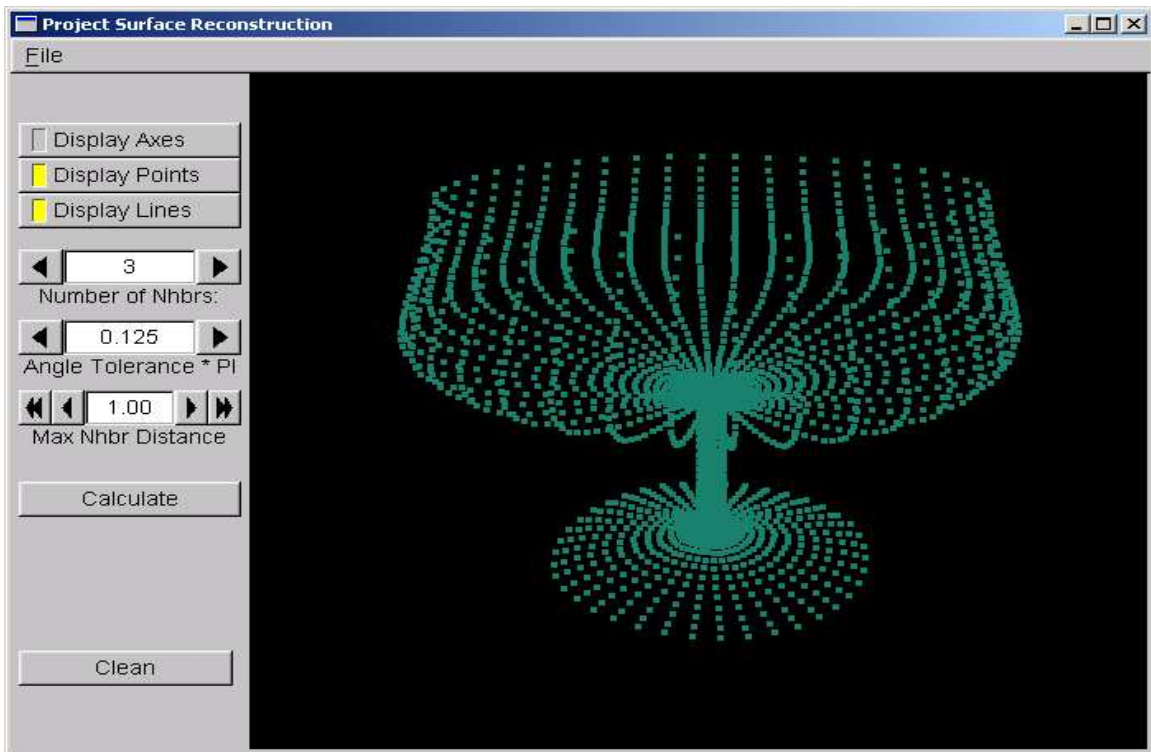 Project Surface Reconstruction
File
Display Axes
Display Points
Display Lines
3
Number of Nhbrs:
0.125
Angle Tolerance * PI
1.00
Max Nhbr Distance
Calculate
Clean